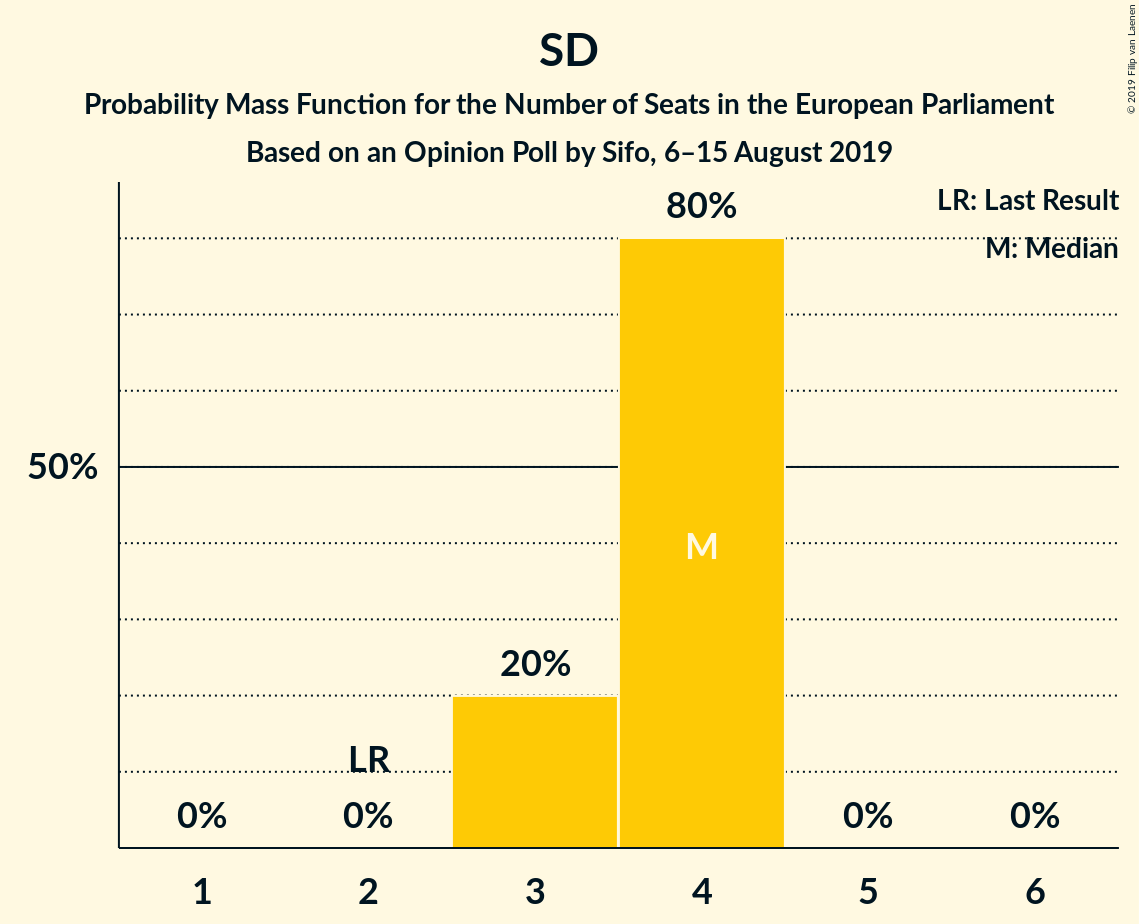 SD
Probability Mass Function for the Number of Seats in the European Parliament
Based on an Opinion Poll by Sifo, 6–15 August 2019
© 2019 Filip van Laenen
LR: Last Result
M: Median
80%
50%
M
20%
LR
0%
0%
0%
0%
1
2
3
4
5
6